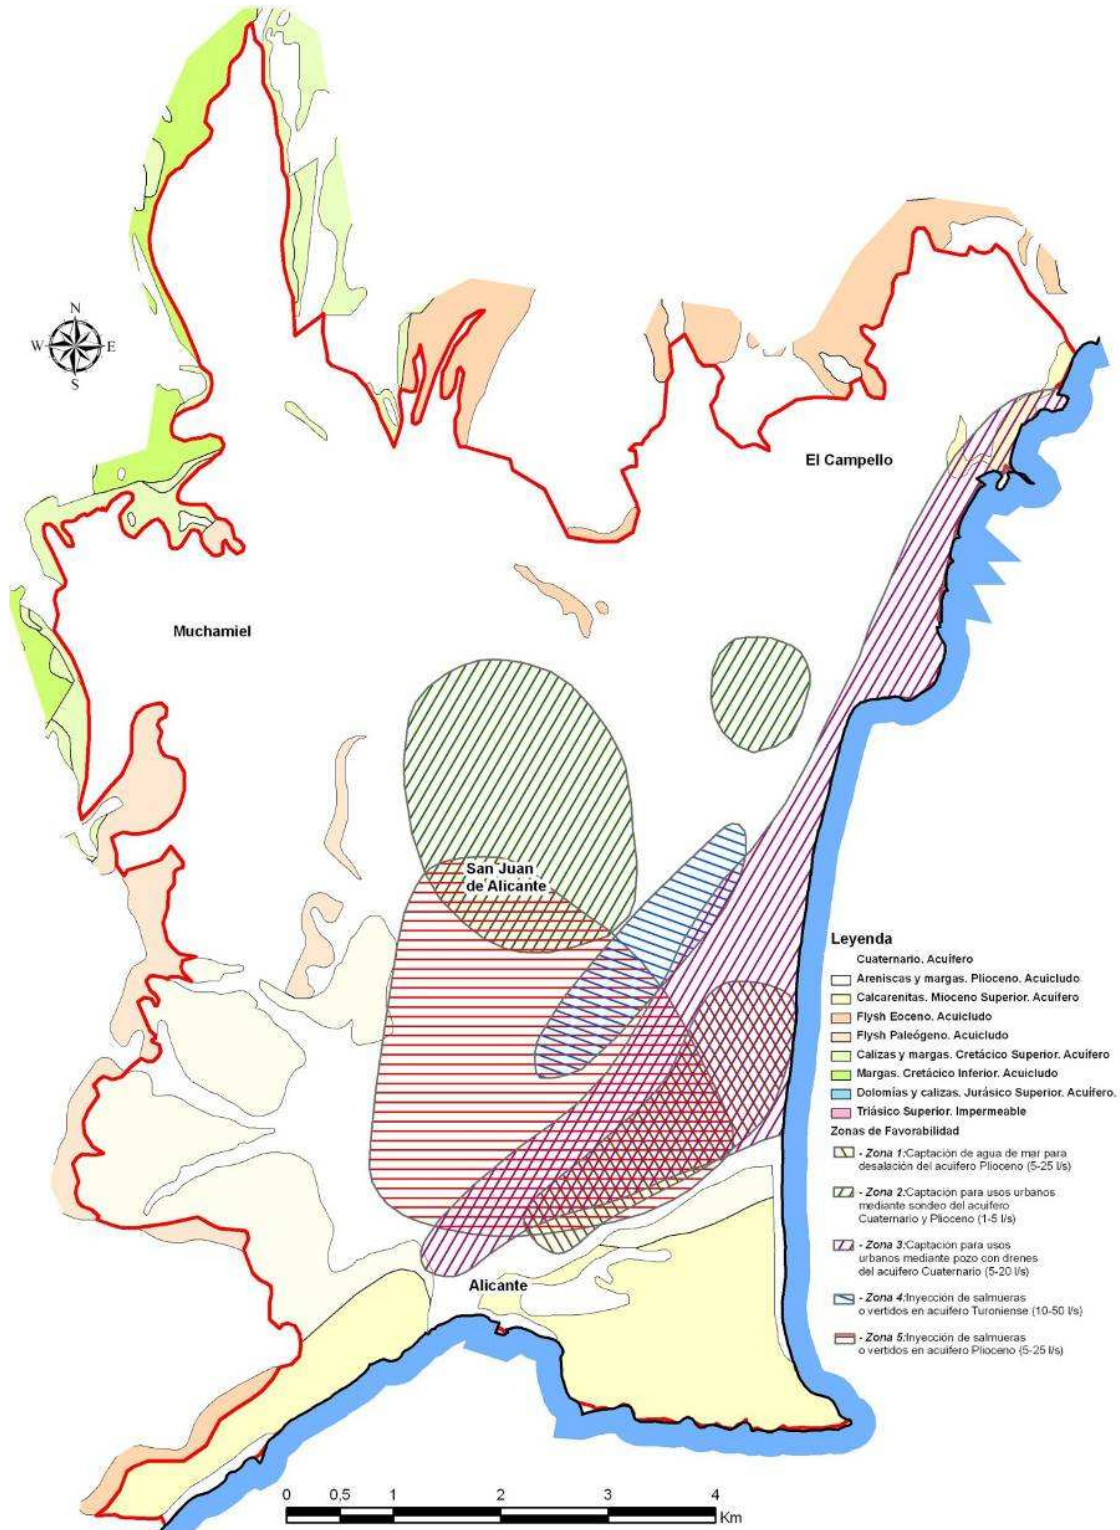 N
W
E
S
El Campello
Muchamiel
San Juan
de Alicante
Alicante
Leyenda
Cuaternario. Acuífero
Areniscas y margas. Plioceno. Acuicludo
Calcarenitas. Mioceno Superior. Acuífero
Flysh Eoceno. Acuicludo
Flysh Paleógeno. Acuicludo
Calizas y margas. Cretácico Superior. Acuífero
Margas. Cretácico Inferior. Acuicludo
Dolomías y calizas. Jurásico Superior. Acuífero.
Triásico Superior. Impermeable
Zonas de Favorabilidad
- Zona 1:Captación de agua de mar para
desalación del acuifero Plioceno (5-25 l/s)
- Zona 2:Captación para usos urbanos
mediante sondeo del acuifero
Cuaternario y Plioceno (1-5 l/s)
- Zona 3:Captación para usos
urbanos mediante pozo con drenes
del acuifero Cuaternario (5-20 l/s)
- Zona 4:Inyección de salmueras
o vertidos en acuifero Turoniense (10-50 l/s)
- Zona 5:Inyección de salmueras
o vertidos en acuifero Plioceno (5-25 l/s)
0 0,5 1 2 3 4
Km